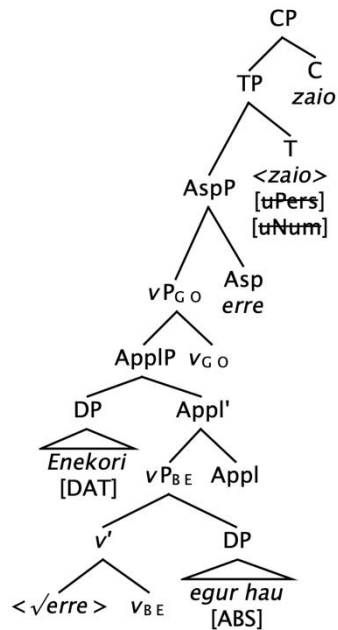 CP
TP C
zaio
T
<zaio>
AspP [uPers]
[uNum]
vPGO Asp
erre
ApplP vGO
DP Appl'
Enekori vPBE Appl
[DAT]
v' DP
<√erre> vBE egur hau
[ABS]